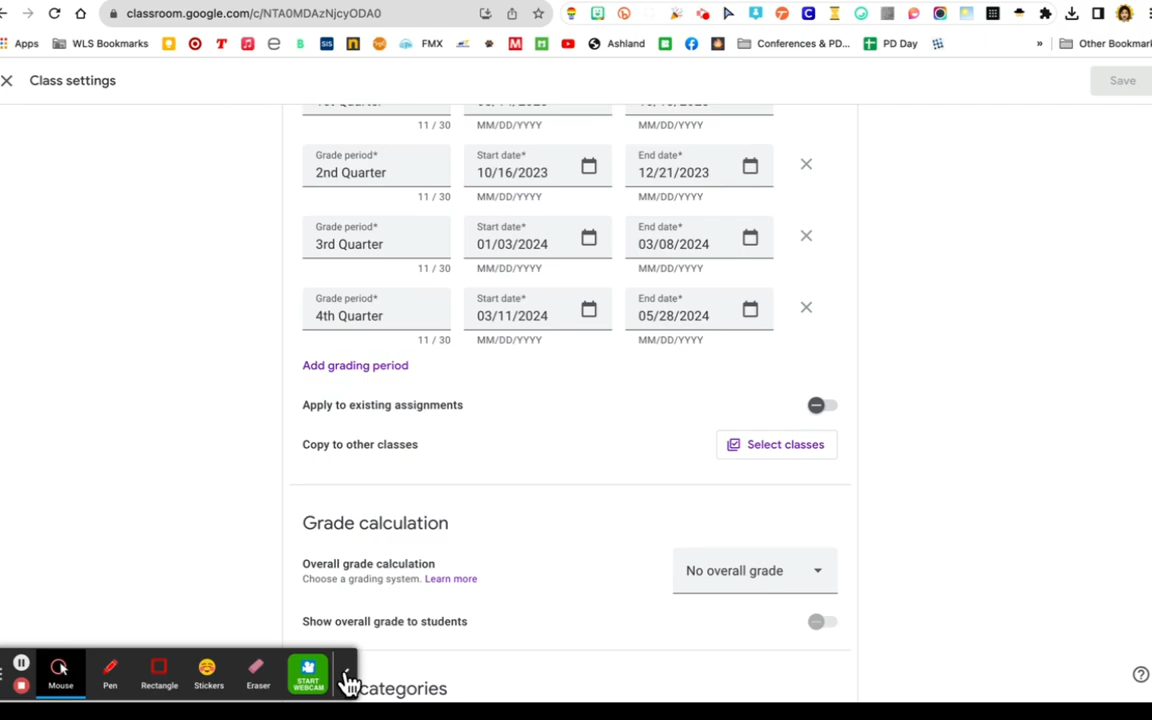 classroom.google.com/c/NTA0MDAzNjcyODA0
Apps WLS Bookmarks FMX Ashland Conferences & PD... PD Day » Other Bookmark
Class settings
Save
11 / 30 MM/DD/YYYY MM/DD/YYYY
Grade period* Start date* End date*
2nd Quarter 10/16/2023 12/21/2023
11 / 30 MM/DD/YYYY MM/DD/YYYY
Grade period* Start date* End date*
3rd Quarter 01/03/2024 03/08/2024
11 / 30 MM/DD/YYYY MM/DD/YYYY
Grade period* Start date* End date*
4th Quarter 03/11/2024 05/28/2024
11 / 30 MM/DD/YYYY MM/DD/YYYY
Add grading period
Apply to existing assignments
Copy to other classes Select classes
Grade calculation
Overall grade calculation
Choose a grading system. Learn more
No overall grade
Show overall grade to students
categories
Mouse Pen Rectangle Stickers Eraser START WEBCAM